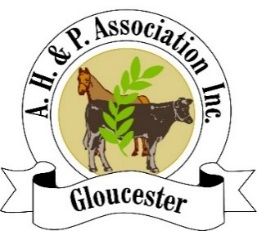 A. H. & P. Association Inc.
Gloucester